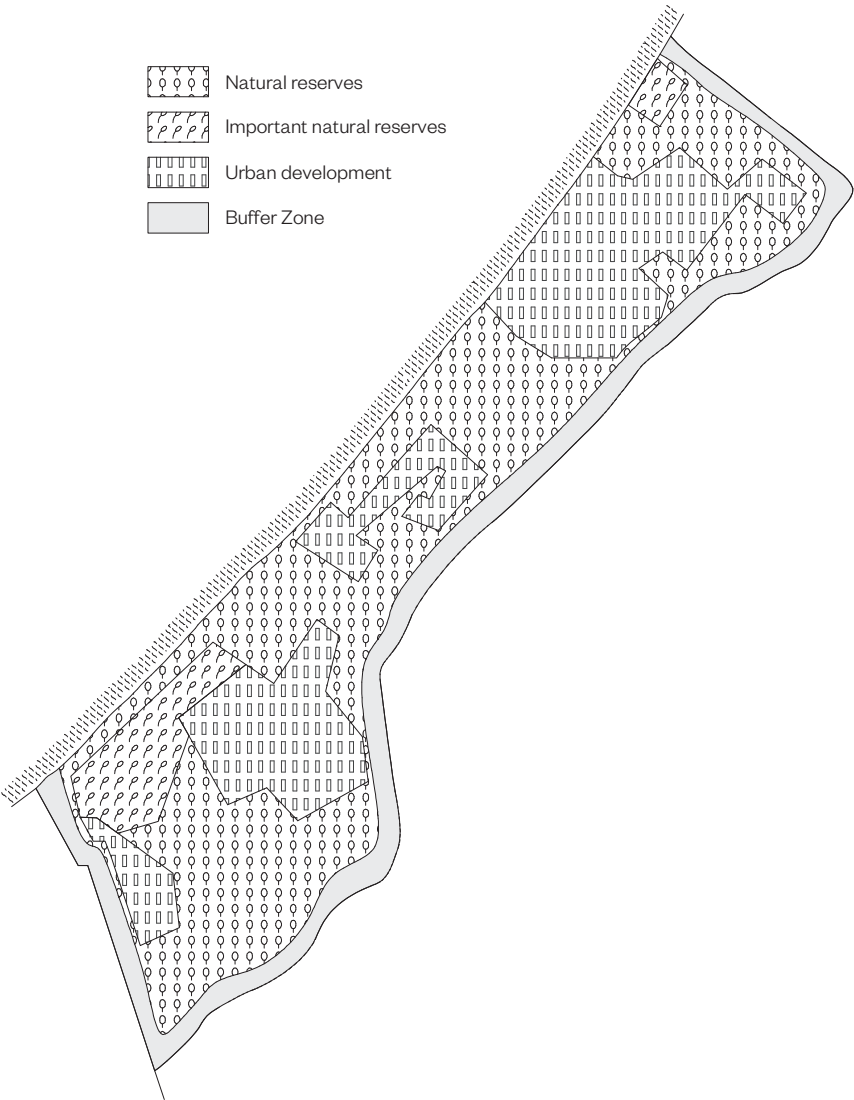 Natural reserves
Important natural reserves
Urban development
Buffer Zone